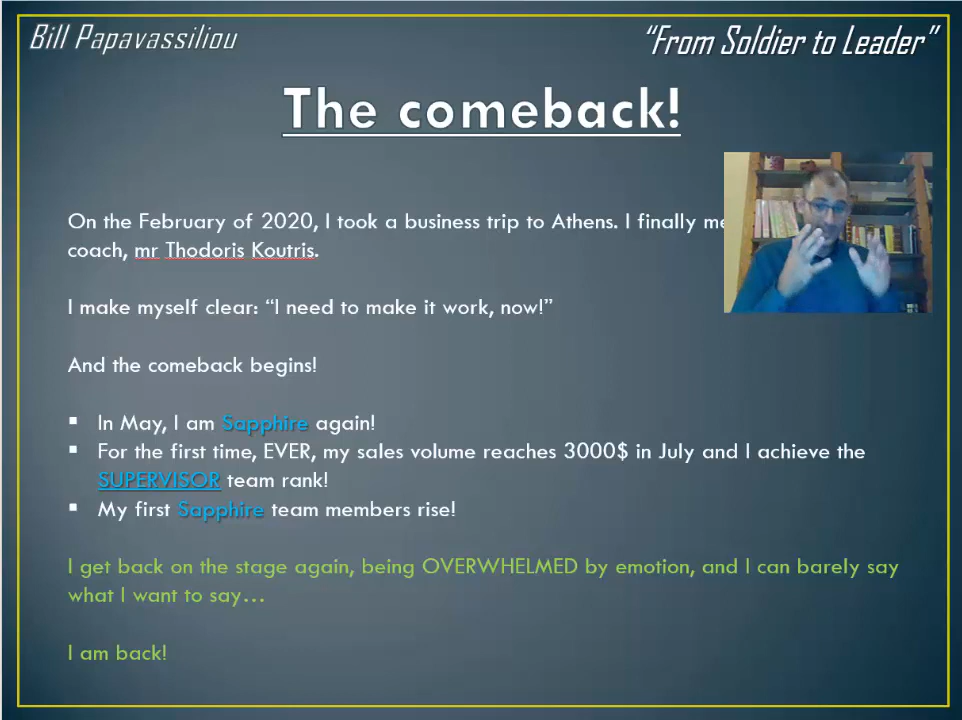 Bill Papavassiliou
“From Soldier to Leader”
The comeback!
On the February of 2020, I took a business trip to Athens. I finally
coach, mr Thodoris Koutris.
I make myself clear: “I need to make it work, now!”
And the comeback begins!
▪ In May, I am Sapphire again!
▪ For the first time, EVER, my sales volume reaches 3000$ in July and I achieve the
SUPERVISOR team rank!
▪ My first Sapphire team members rise!
I get back on the stage again, being OVERWHELMED by emotion, and I can barely say
what I want to say…
I am back!